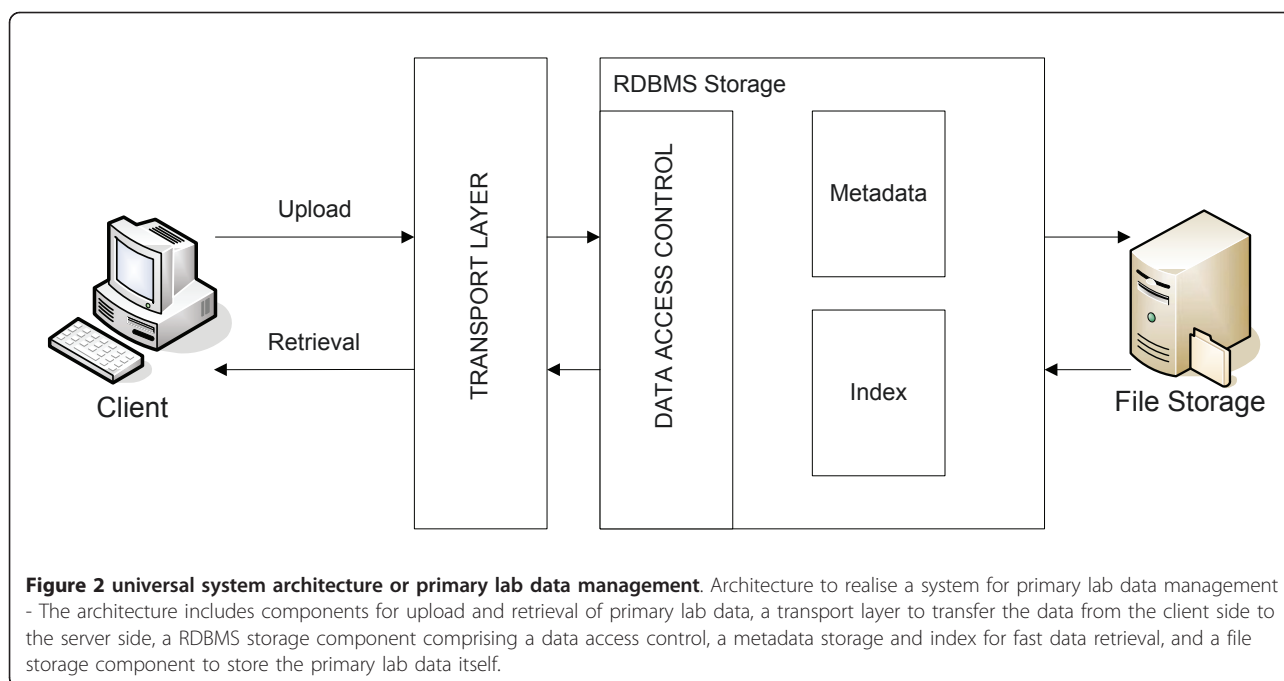 RDBMS Storage
Upload
Retrieval
Client
TRANSPORT LAYER
DATA ACCESS CONTROL
Metadata
Index
File Storage
Figure 2 universal system architecture or primary lab data management. Architecture to realise a system for primary lab data management
- The architecture includes components for upload and retrieval of primary lab data, a transport layer to transfer the data from the client side to
the server side, a RDBMS storage component comprising a data access control, a metadata storage and index for fast data retrieval, and a file
storage component to store the primary lab data itself.